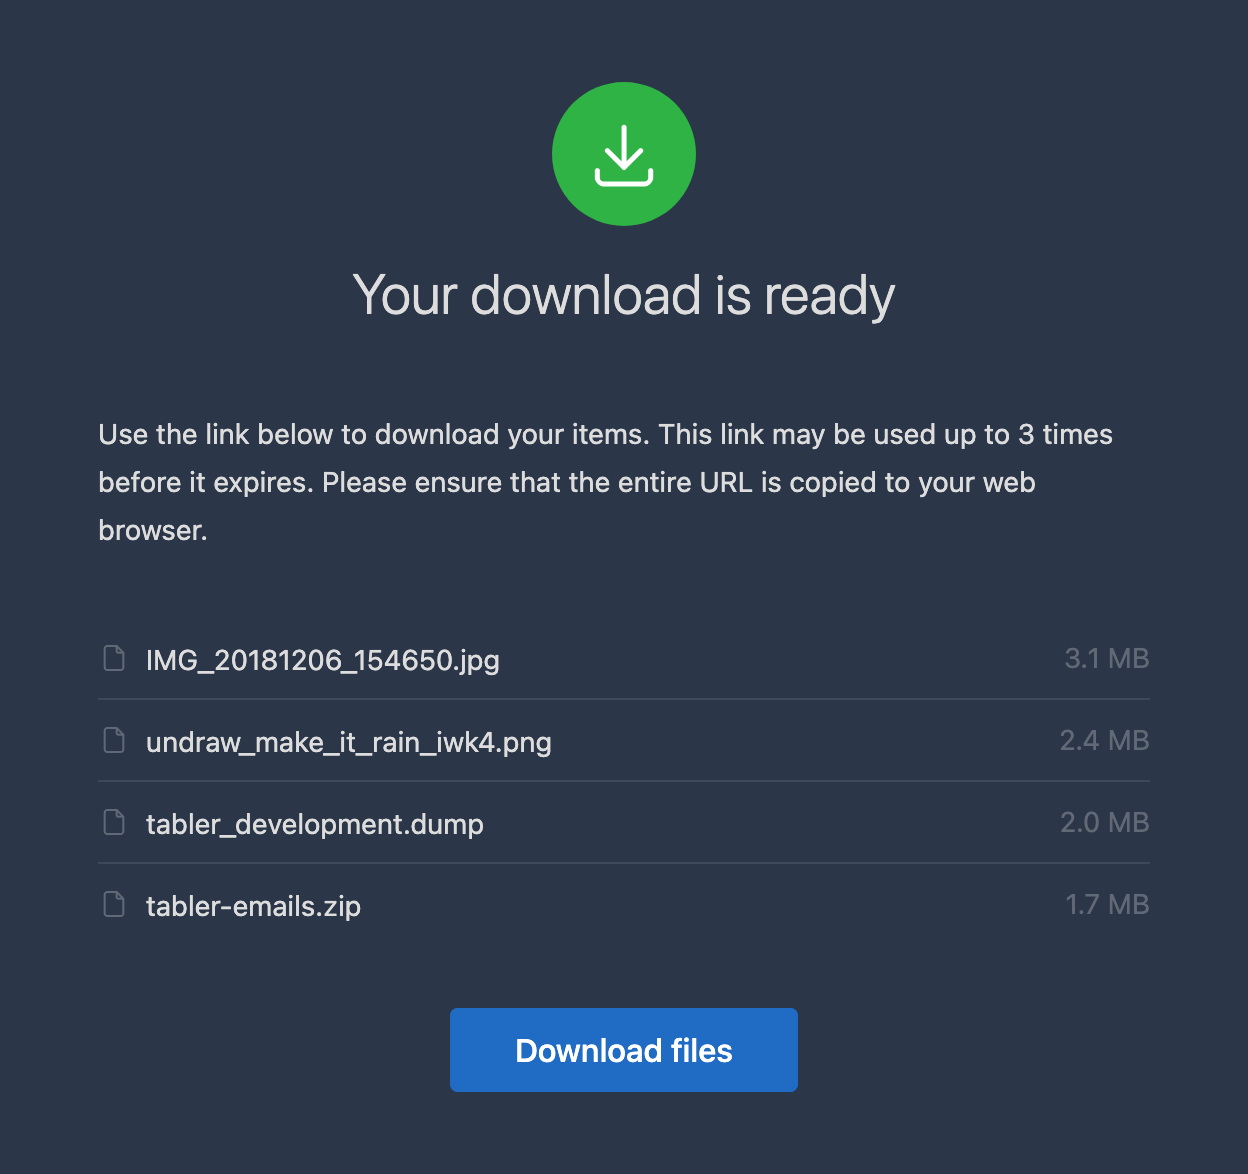 Your download is ready
Use the link below to download your items. This link may be used up to 3 times
before it expires. Please ensure that the entire URL is copied to your web
browser.
IMG_20181206_154650.jpg 3.1 MB
undraw_make_it_rain_iwk4.png 2.4 MB
tabler_development.dump 2.0 MB
tabler-emails.zip 1.7 MB
Download files